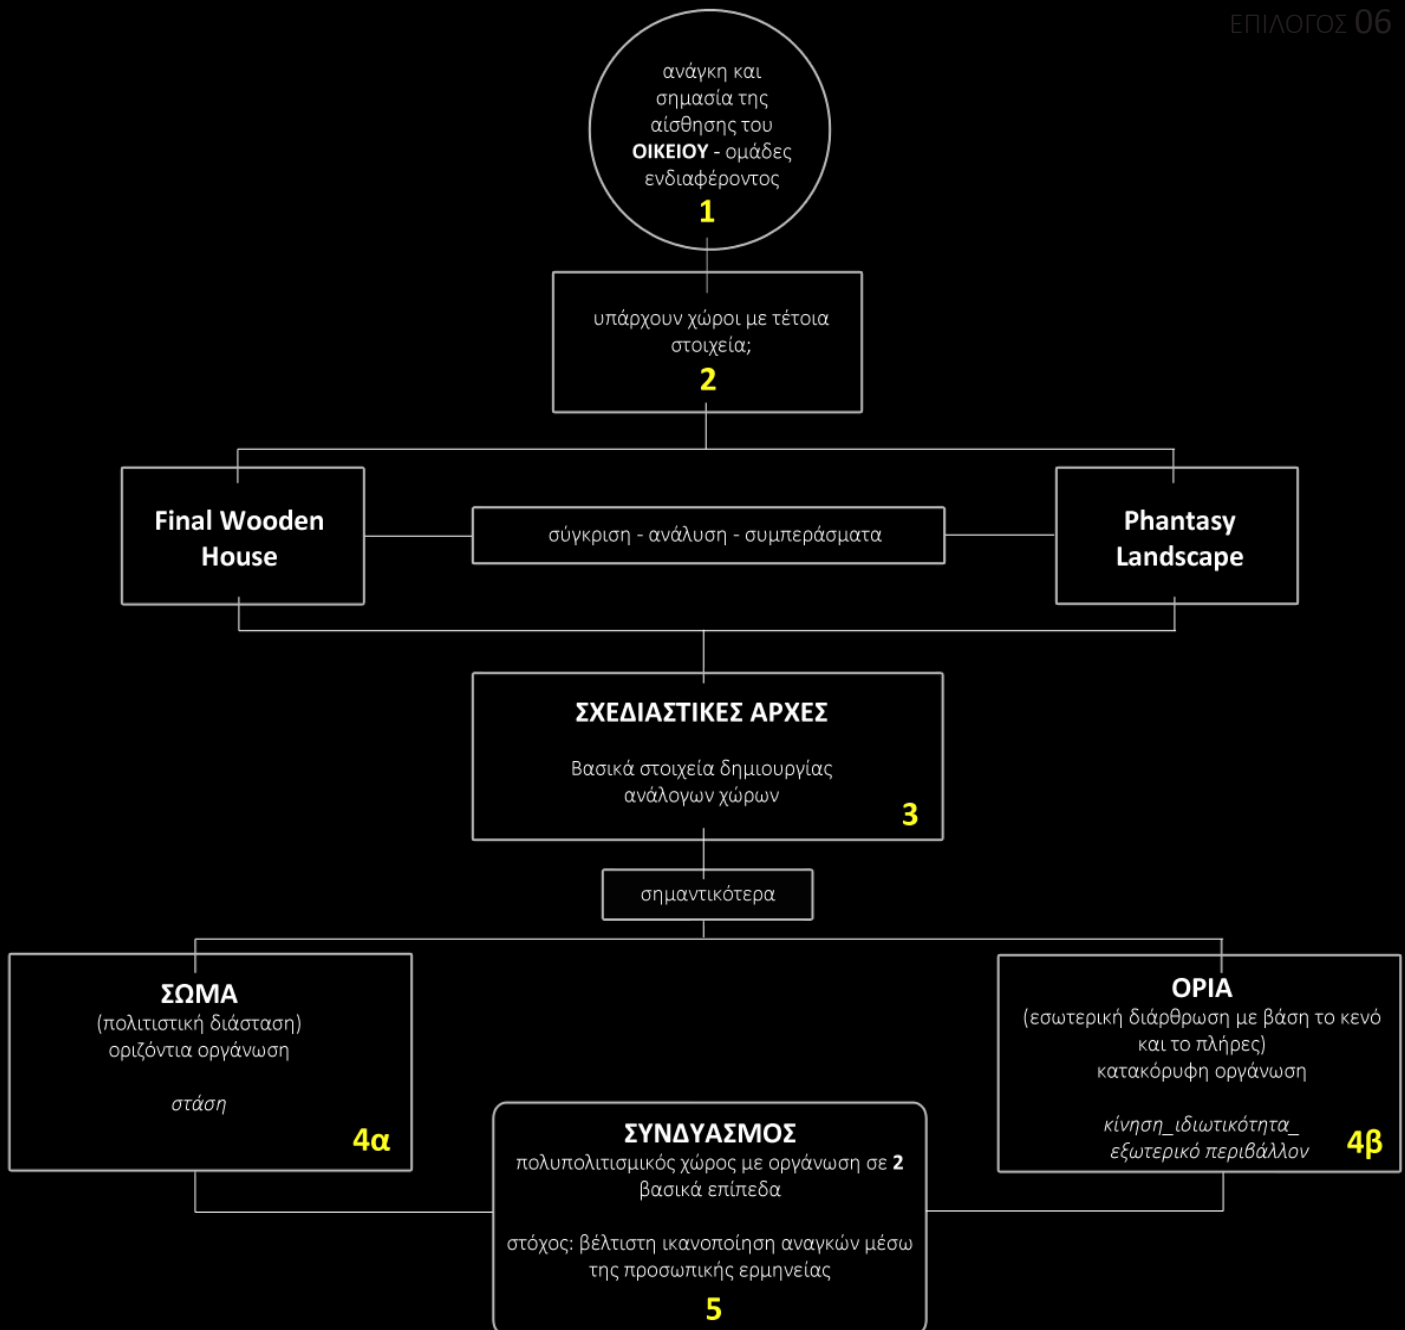 ΕΠΙΛΟΓΟΣ 06
ανάγκη και
σημασία της
αίσθησης του
ΟΙΚΕΙΟΥ - ομάδες
ενδιαφέροντος
1
υπάρχουν χώροι με τέτοια
στοιχεία;
2
Final Wooden
House
σύγκριση - ανάλυση - συμπεράσματα
Phantasy
Landscape
ΣΧΕΔΙΑΣΤΙΚΕΣ ΑΡΧΕΣ
Βασικά στοιχεία δημιουργίας
ανάλογων χώρων
3
σημαντικότερα
ΣΩΜΑ
(πολιτιστική διάσταση)
οριζόντια οργάνωση
στάση
4α
ΟΡΙΑ
(εσωτερική διάρθρωση με βάση το κενό
και το πλήρες)
κατακόρυφη οργάνωση
κίνηση_ιδιωτικότητα_
εξωτερικό περιβάλλον
4β
ΣΥΝΔΥΑΣΜΟΣ
πολυπολιτισμικός χώρος με οργάνωση σε 2
βασικά επίπεδα
στόχος: βέλτιστη ικανοποίηση αναγκών μέσω
της προσωπικής ερμηνείας
5